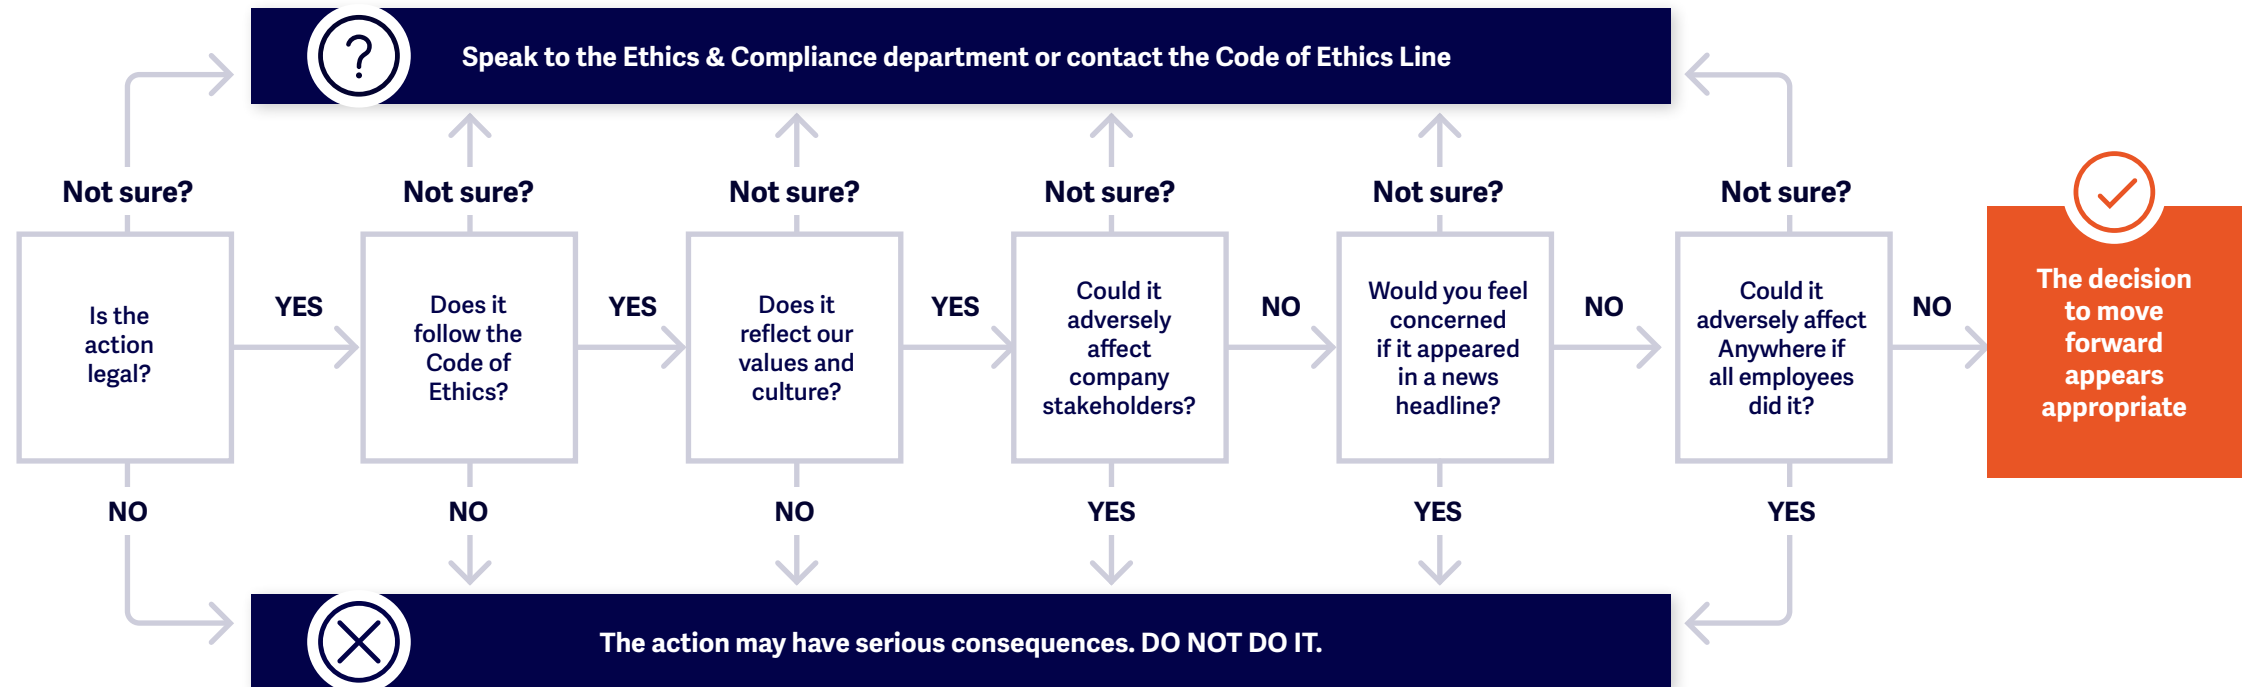 ?
Speak to the Ethics & Compliance department or contact the Code of Ethics Line
Not sure?
Not sure?
Not sure?
Not sure?
Not sure?
Not sure?
Is the
action
legal?
YES
Does it
follow the
Code of
Ethics?
YES
Does it
reflect our
values and
culture?
YES
Could it
adversely
affect
company
stakeholders?
NO
Would you feel
concerned
if it appeared
in a news
headline?
NO
Could it
adversely affect
Anywhere if
all employees
did it?
NO
The decision
to move
forward
appears
appropriate
NO
NO
NO
YES
YES
YES
The action may have serious consequences. DO NOT DO IT.